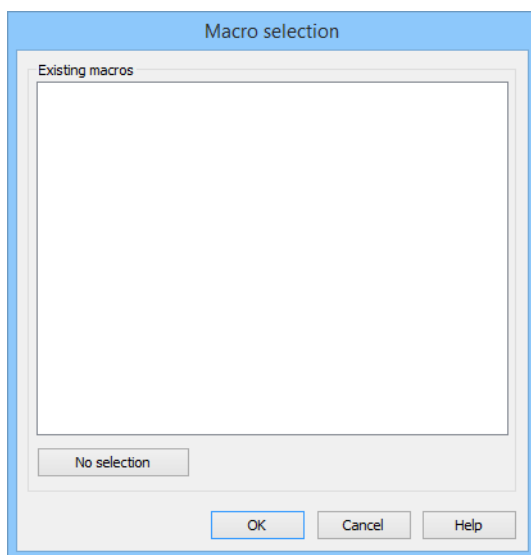 Macro selection
Existing macros
No selection
OK
Cancel
Help